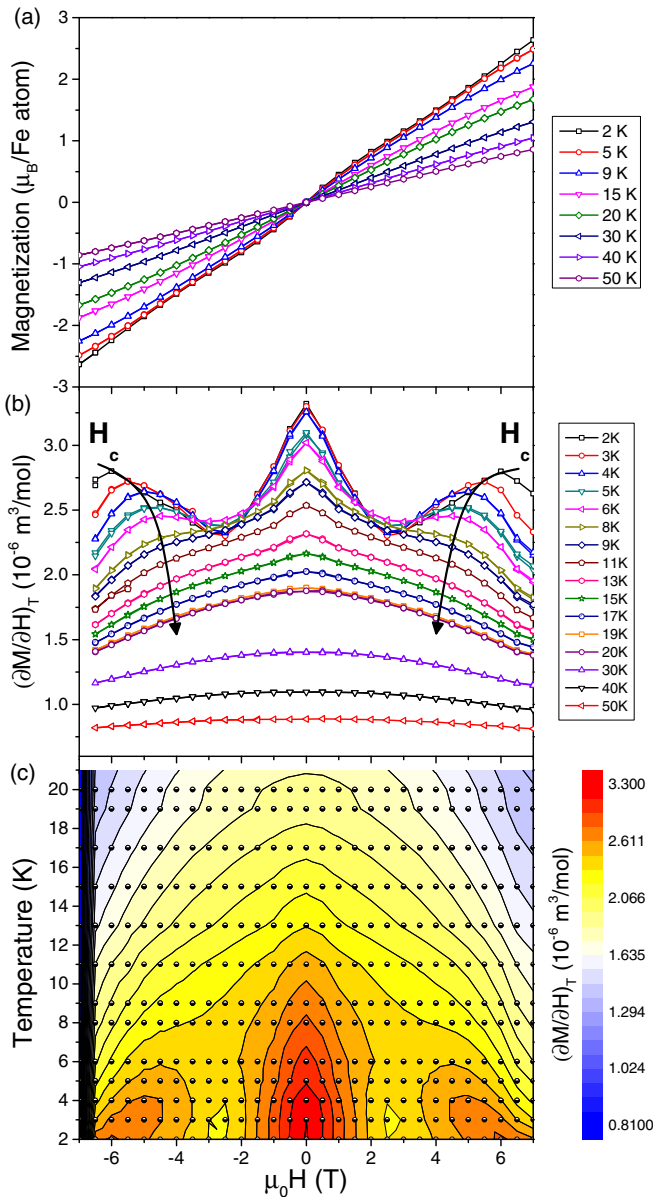 (a)
3
2
1
0
-1
-2
-3
Magnetization (μB/Fe atom)
2 K
5 K
9 K
15 K
20 K
30 K
40 K
50 K
(b)
Hc
Hc
3.0
2.5
2.0
1.5
1.0
(∂M/∂H)T (10-6 m3/mol)
2K
3K
4K
5K
6K
8K
9K
11K
13K
15K
17K
19K
20K
30K
40K
50K
(c)
20
18
16
14
12
10
8
6
4
2
Temperature (K)
-6 -4 -2 0 2 4 6
μ0H (T)
3.300
2.611
2.066
1.635
1.294
1.024
0.8100
(∂M/∂H)T (10-6 m3/mol)